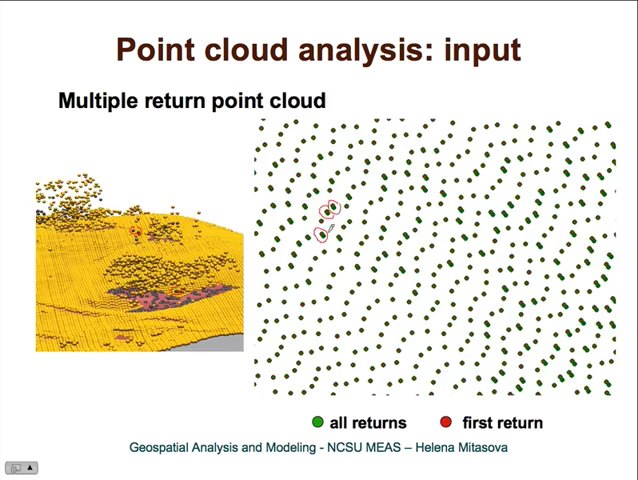 Point cloud analysis: input
Multiple return point cloud
all returns first return
Geospatial Analysis and Modeling - NCSU MEAS – Helena Mitasova